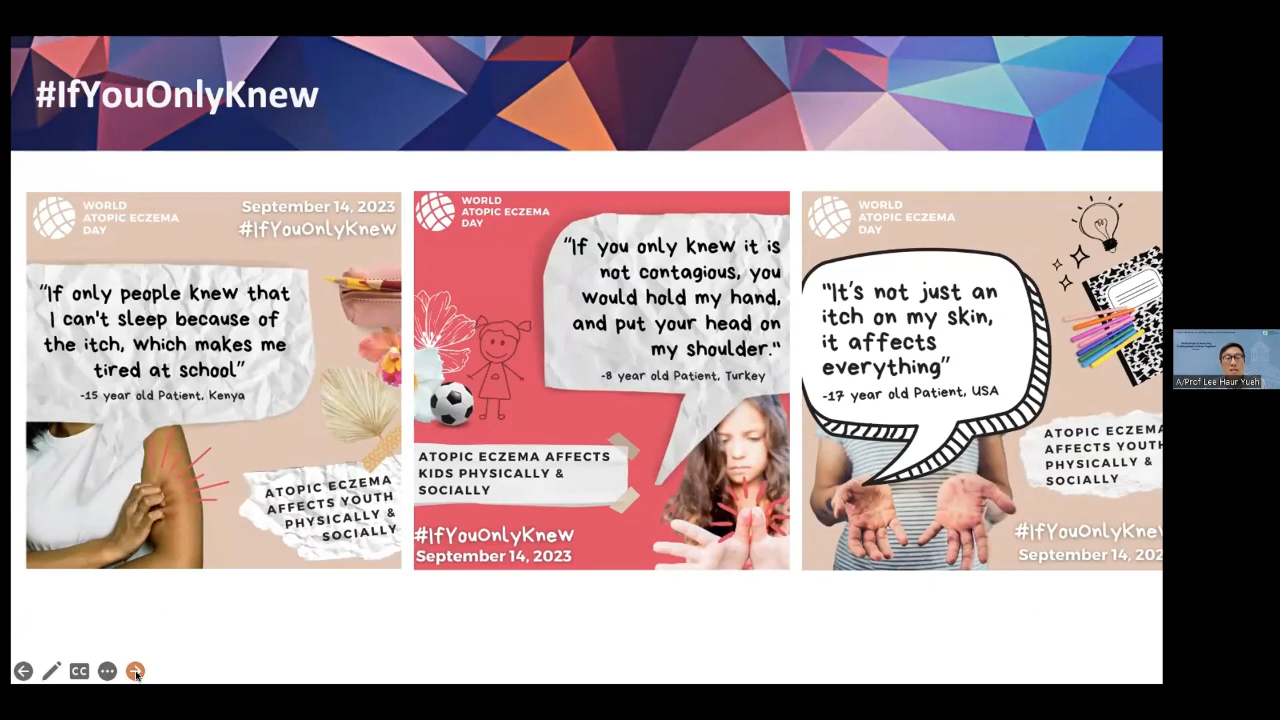 #IfYouOnlyKnew
WORLD
ATOPIC ECZEMA
DAY
September 14, 2023
#IfYouOnlyKnew
“If only people knew that
I can't sleep because of
the itch, which makes me
tired at school”
-15 year old Patient, Kenya
ATOPIC ECZEMA
AFFECTS YOUTH
PHYSICALLY &
SOCIALLY
WORLD
ATOPIC ECZEMA
DAY
“If you only knew it is
not contagious, you
would hold my hand,
and put your head on
my shoulder."
-8 year old Patient, Turkey
ATOPIC ECZEMA AFFECTS
KIDS PHYSICALLY &
SOCIALLY
#IfYouOnlyKnew
September 14, 2023
WORLD
ATOPIC ECZEMA
DAY
"It's not just an
itch on my skin,
it affects
everything”
-17 year old Patient, USA
ATOPIC ECZEMA
AFFECTS YOUTH
PHYSICALLY &
SOCIALLY
#IfYouOnlyKnew
September 14, 202
CC
A/Prof Lee Haur Yueh